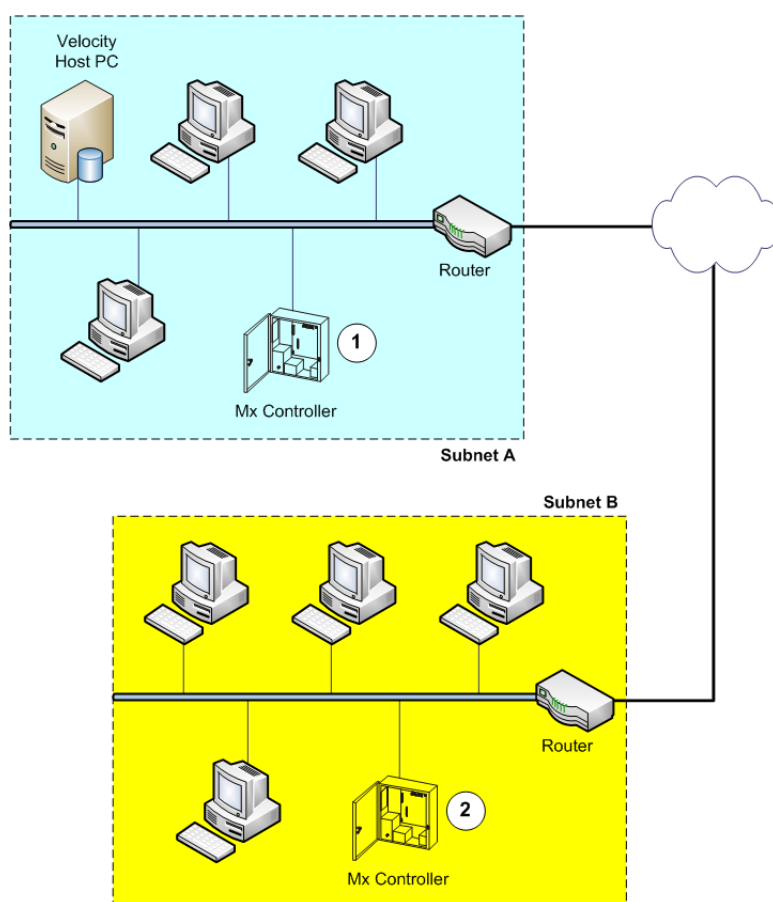 Velocity
Host PC
Router
1
Mx Controller
Subnet A
Subnet B
Router
2
Mx Controller